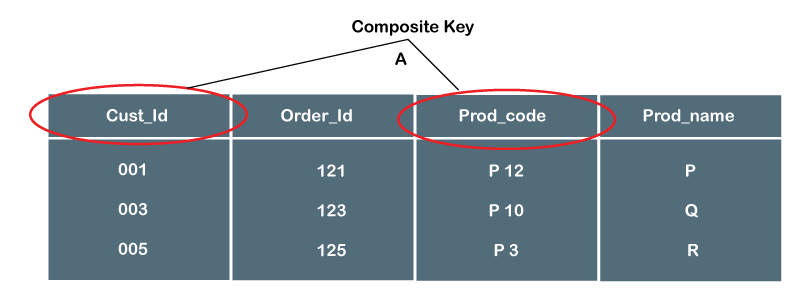 Composite Key
A
Cust_Id Order_Id Prod_code Prod_name
001 121 P 12 P
003 123 P 10 Q
005 125 P 3 R